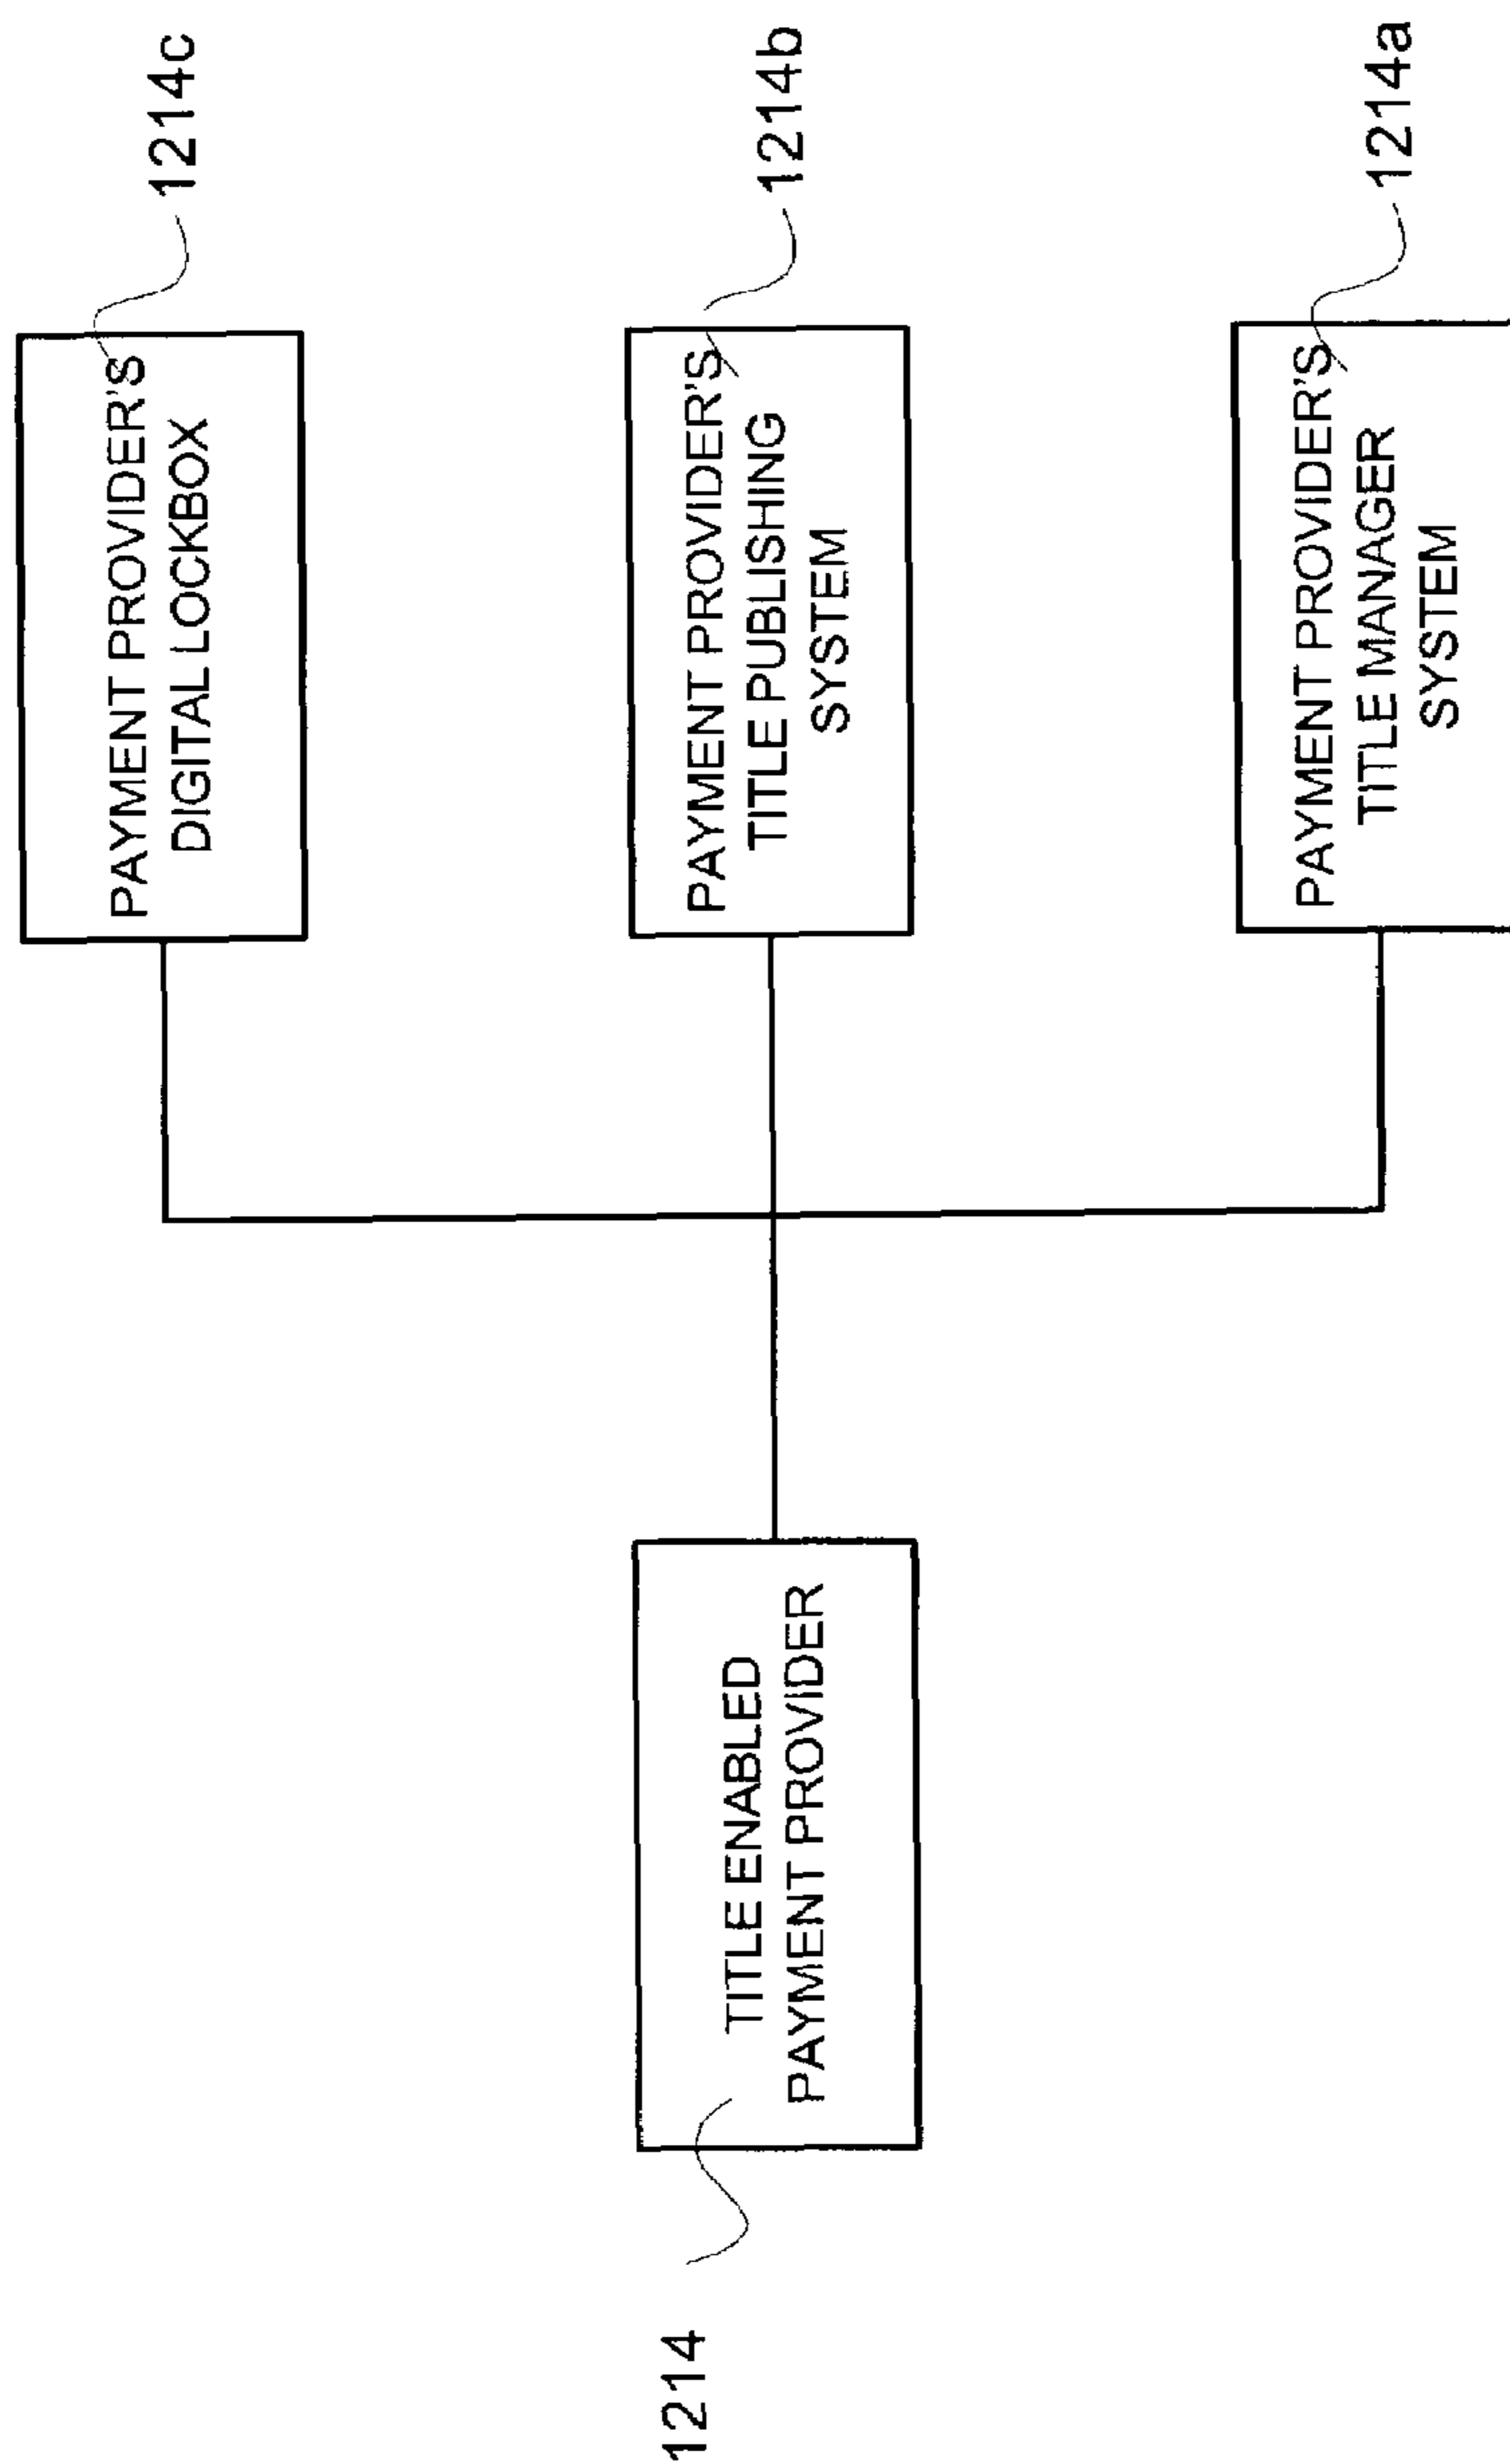 1214
TITLE ENABLED
PAYMENT PROVIDER
PAYMENT PROVIDER'S
DIGITAL LOCKBOX
1214c
PAYMENT PROVIDER'S
TITLE PUBLISHING
SYSTEM
1214b
PAYMENT PROVIDER'S
TITLE MANAGER
SYSTEM
1214a